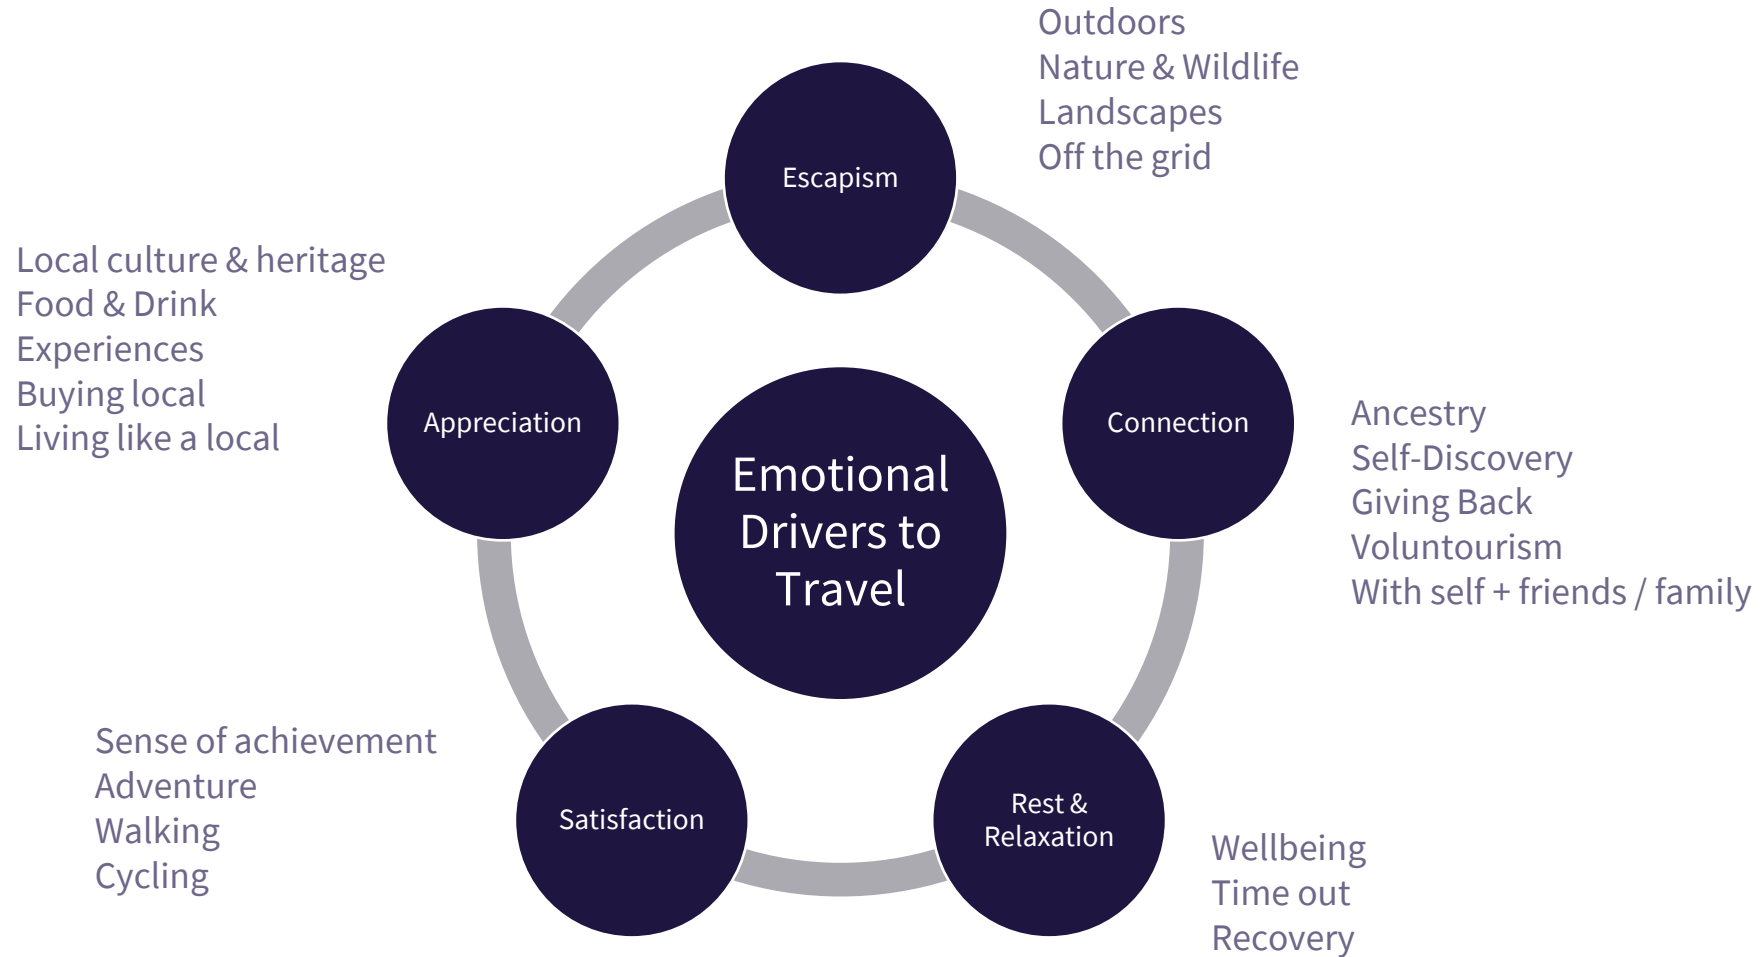 Outdoors
Nature & Wildlife
Landscapes
Off the grid
Escapism
Local culture & heritage
Food & Drink
Experiences
Buying local
Living like a local
Appreciation
Connection
Ancestry
Self-Discovery
Giving Back
Voluntourism
With self + friends / family
Emotional
Drivers to
Travel
Sense of achievement
Adventure
Walking
Cycling
Satisfaction
Rest &
Relaxation
Wellbeing
Time out
Recovery